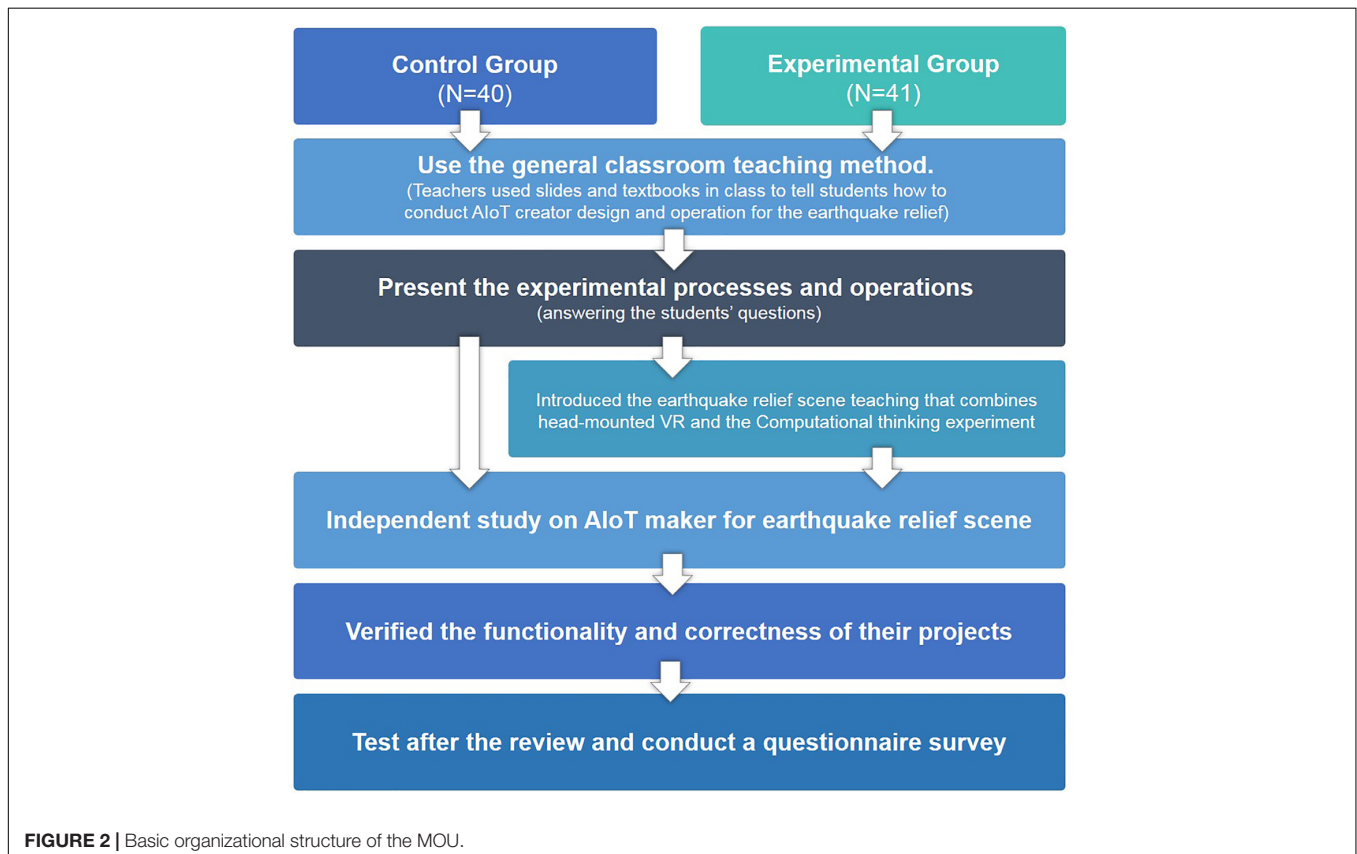 Control Group
(N=40)
Experimental Group
(N=41)
Use the general classroom teaching method.
(Teachers used slides and textbooks in class to tell students how to
conduct AIoT creator design and operation for the earthquake relief)
Present the experimental processes and operations
(answering the students' questions)
Introduced the earthquake relief scene teaching that combines
head-mounted VR and the Computational thinking experiment
Independent study on AIoT maker for earthquake relief scene
Verified the functionality and correctness of their projects
Test after the review and conduct a questionnaire survey
FIGURE 2 | Basic organizational structure of the MOU.